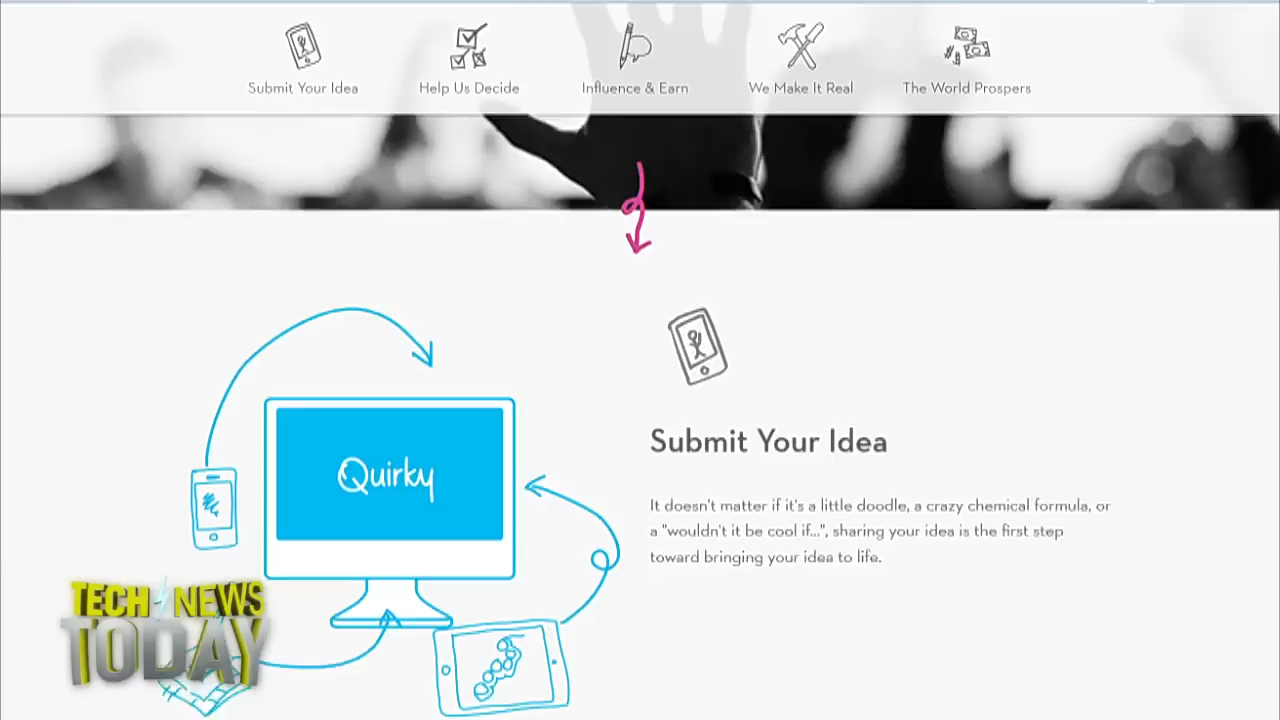 Submit Your Idea
Help Us Decide
Influence & Earn
We Make It Real
The World Prospers
Quirky
Submit Your Idea
It doesn't matter if it's a little doodle, a crazy chemical formula, or
a "wouldn't it be cool if...", sharing your idea is the first step
toward bringing your idea to life.
TECH NEWS
TODAY